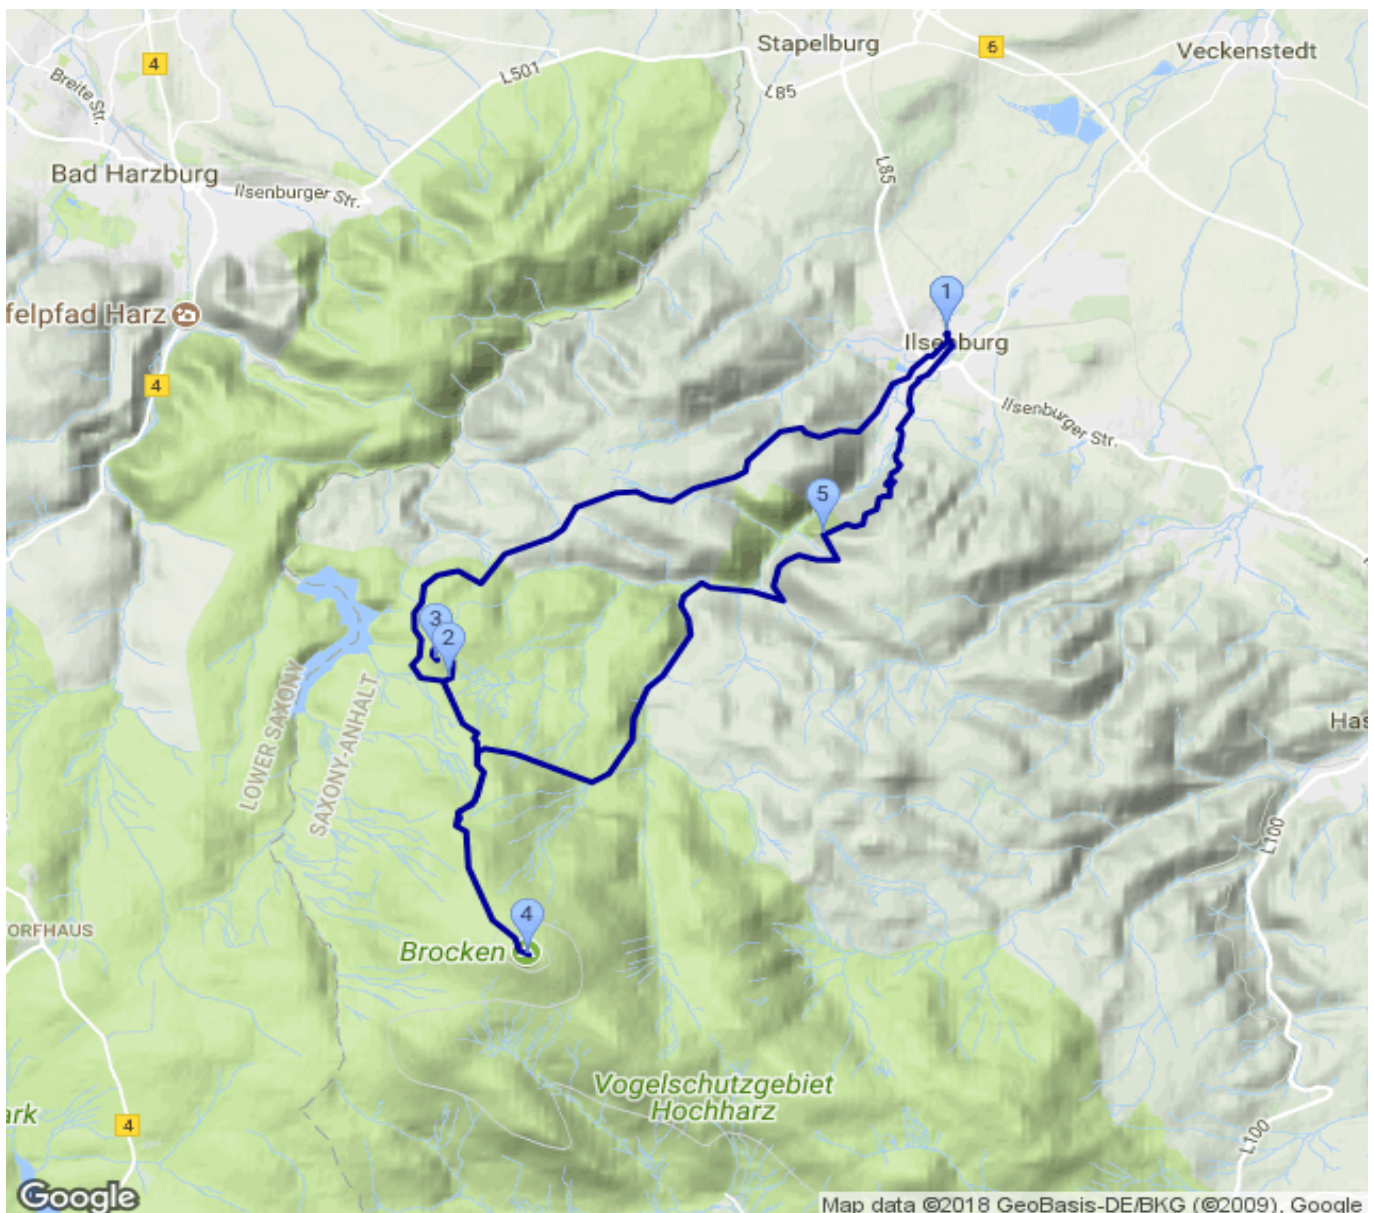 Stapelburg
6
Veckenstedt
4
L501
Breite Str.
L85
Bad Harzburg
Ilsenburger Str.
L85
1
felpfad Harz
Ilsenburg
4
Ilsenburger Str.
5
3
2
LOWER SAXONY
SAXONY-ANHALT
Has
L100
4
ORFHAUS
Brocken
Vogelschutzgebiet
Hochharz
ark
4
L100
Google
Map data ©2018 GeoBasis-DE/BKG (©2009), Google